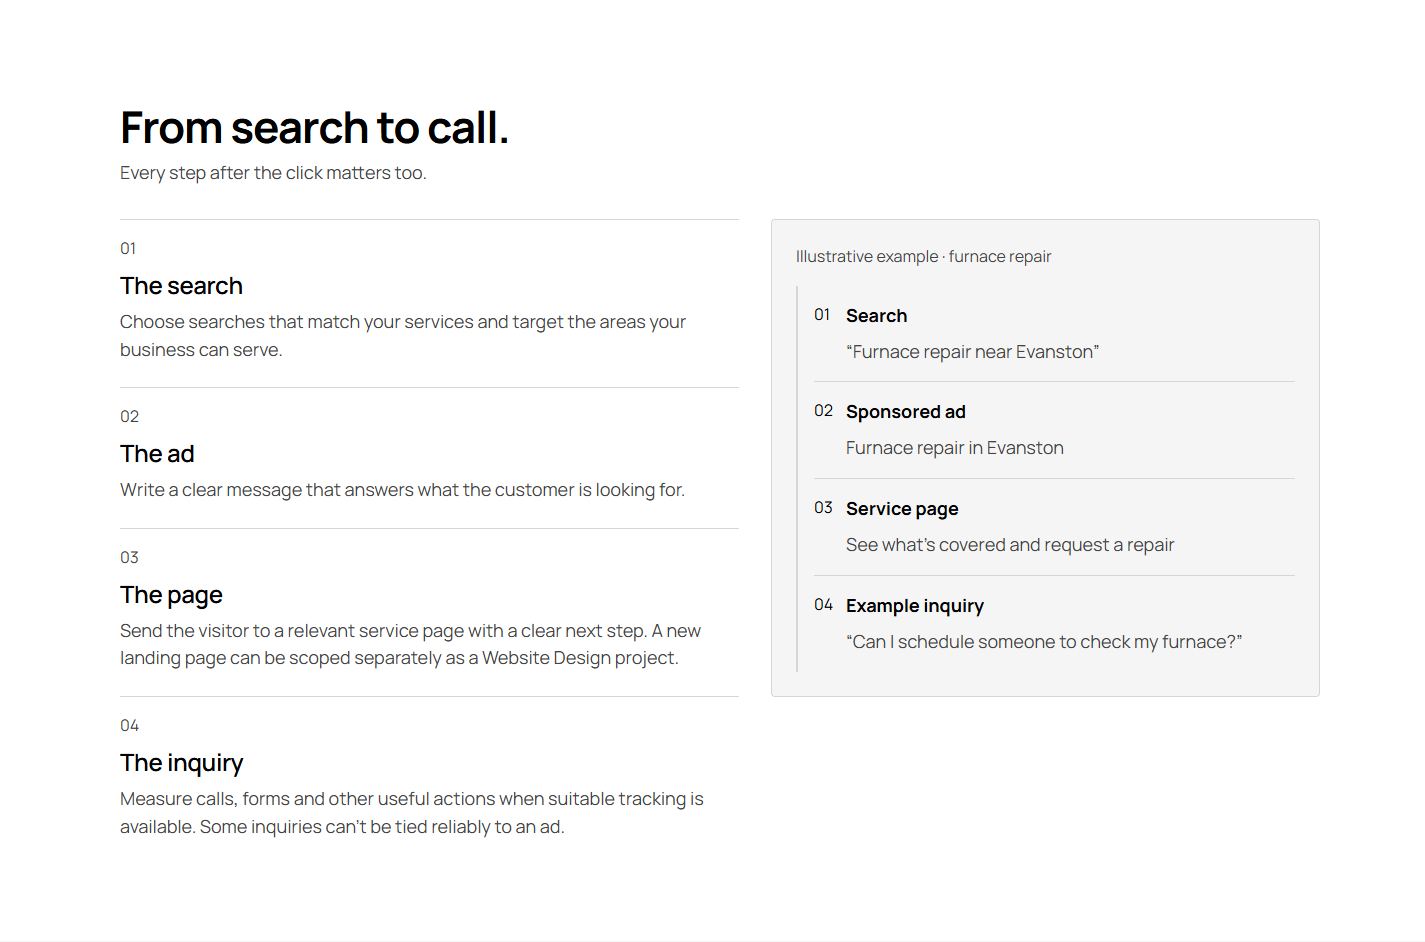 From search to call.
Every step after the click matters too.
01
The search
Choose searches that match your services and target the areas your
business can serve.
02
The ad
Write a clear message that answers what the customer is looking for.
03
The page
Send the visitor to a relevant service page with a clear next step. A new
landing page can be scoped separately as a Website Design project.
04
The inquiry
Measure calls, forms and other useful actions when suitable tracking is
available. Some inquiries can’t be tied reliably to an ad.
Illustrative example · furnace repair
01 Search
“Furnace repair near Evanston”
02 Sponsored ad
Furnace repair in Evanston
03 Service page
See what’s covered and request a repair
04 Example inquiry
“Can I schedule someone to check my furnace?”